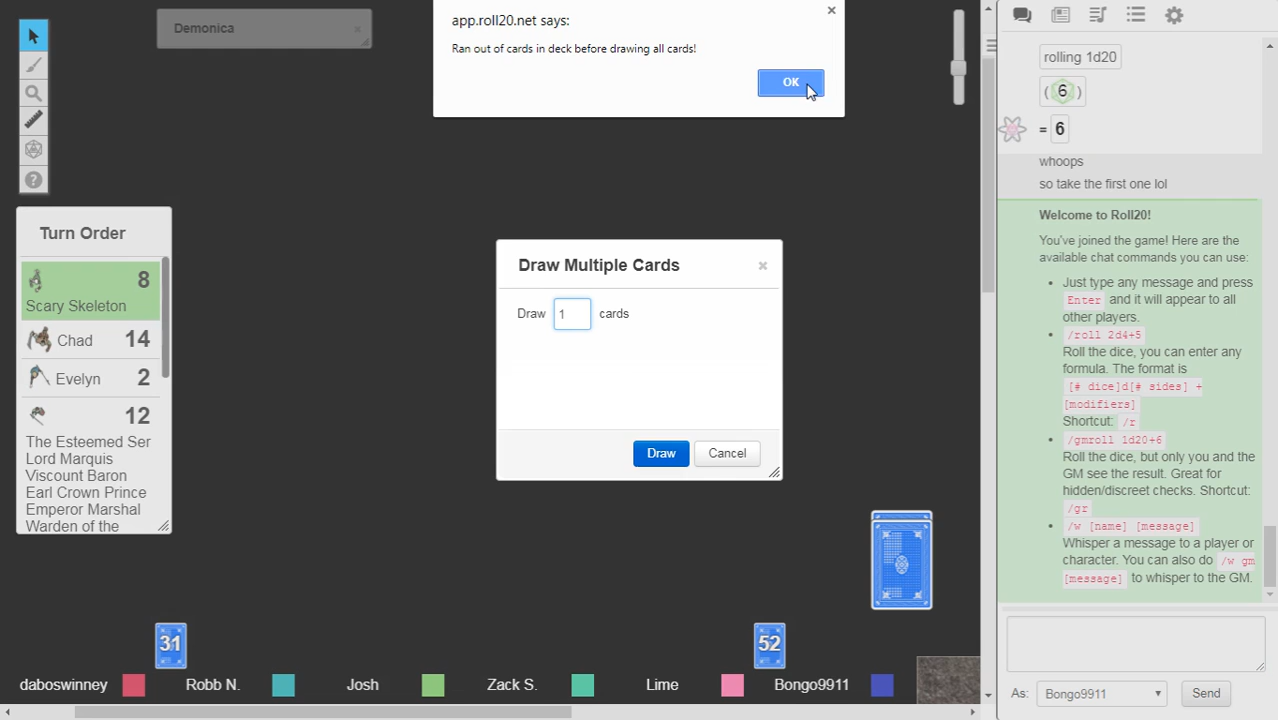 Demonica
app.roll20.net says:
Ran out of cards in deck before drawing all cards!
OK
Turn Order
8
Scary Skeleton
Chad 14
Evelyn 2
12
The Esteemed Ser
Lord Marquis
Viscount Baron
Earl Crown Prince
Emperor Marshal
Warden of the
Draw Multiple Cards
Draw 1 cards
Draw Cancel
31
52
daboswinney Robb N. Josh Zack S. Lime Bongo9911
rolling 1d20
(6)
= 6
whoops
so take the first one lol
Welcome to Roll20!
You've joined the game! Here are the
available chat commands you can use:
• Just type any message and press
Enter and it will appear to all
other players.
• /roll 2d4+5
Roll the dice, you can enter any
formula. The format is
[# dice]d[# sides] +
[modifiers]
Shortcut: /r
• /gmroll 1d20+6
Roll the dice, but only you and the
GM see the result. Great for
hidden/discreet checks. Shortcut:
/gr
• /w [name] [message]
Whisper a message to a player or
character. You can also do /w gm
[message] to whisper to the GM.
As: Bongo9911 Send